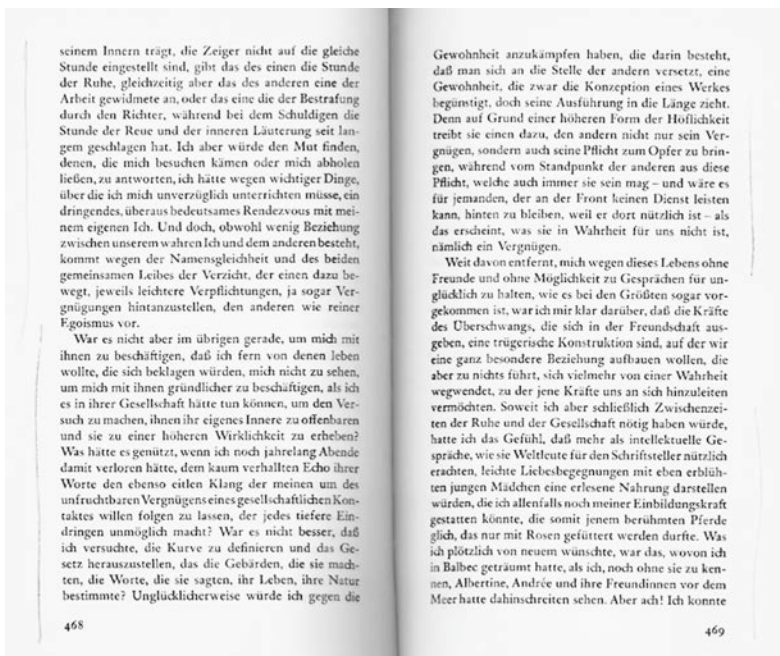 seinem Innern trägt, die Zeiger nicht auf die gleiche
Stunde eingestellt sind, gibt das des einen die Stunde
der Ruhe, gleichzeitig aber das des anderen eine der
Arbeit gewidmete an, oder das eine die der Bestrafung
durch den Richter, während bei dem Schuldigen die
Stunde der Reue und der inneren Läuterung seit lan-
gem geschlagen hat. Ich aber würde den Mut finden,
denen, die mich besuchen kämen oder mich abholen
ließen, zu antworten, ich hätte wegen wichtiger Dinge,
über die ich mich unverzüglich unterrichten müsse, ein
dringendes, überaus bedeutsames Rendezvous mit mei-
nem eigenen Ich. Und doch, obwohl wenig Beziehung
zwischen unserem wahren Ich und dem anderen besteht,
kommt wegen der Namensgleichheit und des beiden
gemeinsamen Leibes der Verzicht, der einen dazu be-
wegt, jeweils leichtere Verpflichtungen, ja sogar Ver-
gnügungen hintanzustellen, den anderen wie reiner
Egoismus vor.
War es nicht aber im übrigen gerade, um mich mit
ihnen zu beschäftigen, daß ich fern von denen leben
wollte, die sich beklagen würden, mich nicht zu sehen,
um mich mit ihnen gründlicher zu beschäftigen, als ich
es in ihrer Gesellschaft hätte tun können, um den Ver-
such zu machen, ihnen ihr eigenes Innere zu offenbaren
und sie zu einer höheren Wirklichkeit zu erheben?
Was hätte es genützt, wenn ich noch jahrelang Abende
damit verloren hätte, dem kaum verhallten Echo ihrer
Worte den ebenso eitlen Klang der meinen um des
unfruchtbaren Vergnügens eines gesellschaftlichen Kon-
taktes willen folgen zu lassen, der jedes tiefere Ein-
dringen unmöglich macht? War es nicht besser, daß
ich versuchte, die Kurve zu definieren und das Ge-
setz herauszustellen, das die Gebärden, die sie mach-
ten, die Worte, die sie sagten, ihr Leben, ihre Natur
bestimmte? Unglücklicherweise würde ich gegen die
468
Gewohnheit anzukämpfen haben, die darin besteht,
daß man sich an die Stelle der andern versetzt, eine
Gewohnheit, die zwar die Konzeption eines Werkes
begünstigt, doch seine Ausführung in die Länge zieht.
Denn auf Grund einer höheren Form der Höflichkeit
treibt sie einen dazu, den andern nicht nur sein Ver-
gnügen, sondern auch seine Pflicht zum Opfer zu brin-
gen, während vom Standpunkt der anderen aus diese
Pflicht, welche auch immer sie sein mag – und wäre es
für jemanden, der an der Front keinen Dienst leisten
kann, hinten zu bleiben, weil er dort nützlich ist – als
das erscheint, was sie in Wahrheit für uns nicht ist,
nämlich ein Vergnügen.
Weit davon entfernt, mich wegen dieses Lebens ohne
Freunde und ohne Möglichkeit zu Gesprächen für un-
glücklich zu halten, wie es bei den Größten sogar vor-
gekommen ist, war ich mir klar darüber, daß die Kräfte
des Überschwangs, die sich in der Freundschaft aus-
geben, eine trügerische Konstruktion sind, auf der wir
eine ganz besondere Beziehung aufbauen wollen, die
aber zu nichts führt, sich vielmehr von einer Wahrheit
wegwendet, zu der jene Kräfte uns an sich hinzuleiten
vermöchten. Soweit ich aber schließlich Zwischenzei-
ten der Ruhe und der Gesellschaft nötig haben würde,
hatte ich das Gefühl, daß mehr als intellektuelle Ge-
spräche, wie sie Weltleute für den Schriftsteller nützlich
erachten, leichte Liebesbegegnungen mit eben erblüh-
ten jungen Mädchen eine erlesene Nahrung darstellen
würden, die ich allenfalls noch meiner Einbildungskraft
gestatten könnte, die somit jenem berühmten Pferde
glich, das nur mit Rosen gefüttert werden durfte. Was
ich plötzlich von neuem wünschte, war das, wovon ich
in Balbec geträumt hatte, als ich, noch ohne sie zu ken-
nen, Albertine, Andrée und ihre Freundinnen vor dem
Meer hatte dahinschreiten sehen. Aber ach! Ich konnte
469